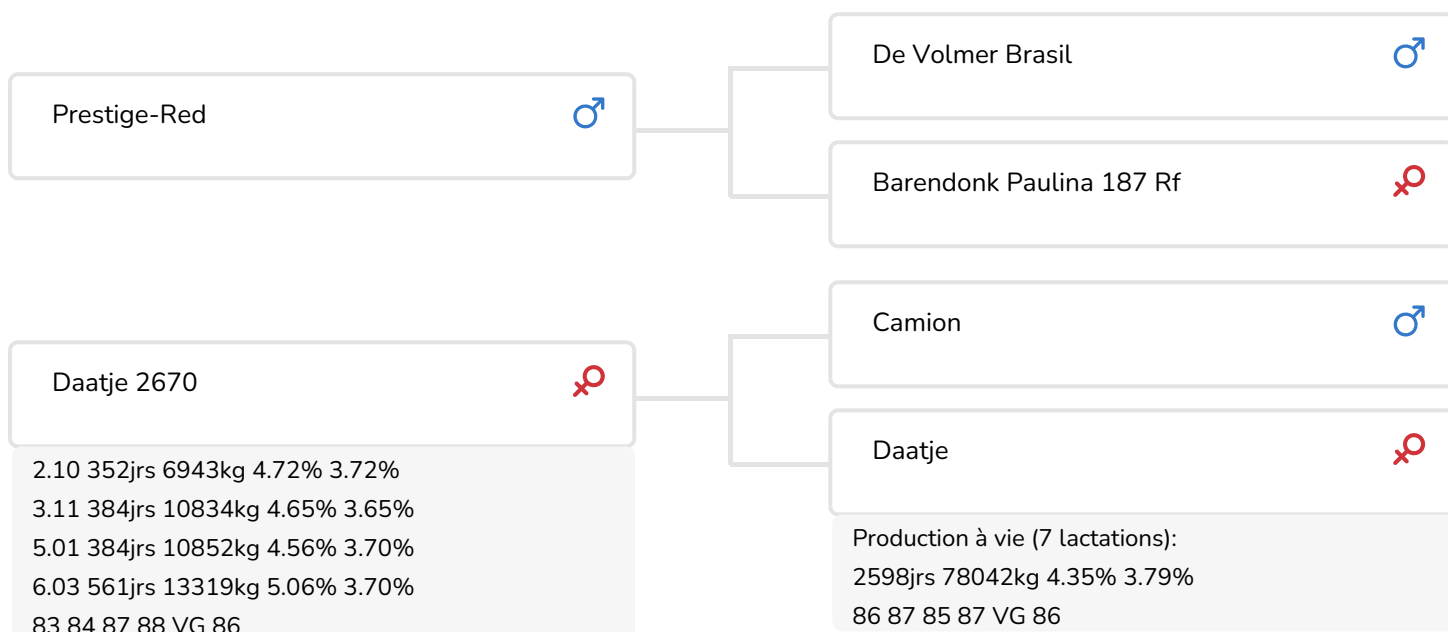 De Volmer Brasil
Prestige-Red
Barendonk Paulina 187 Rf
Camion
Daatje 2670
Daatje
2.10 352jrs 6943kg 4.72% 3.72%
3.11 384jrs 10834kg 4.65% 3.65%
5.01 384jrs 10852kg 4.56% 3.70%
6.03 561jrs 13319kg 5.06% 3.70%
83 84 87 88 VG 86
Production à vie (7 lactations):
2598jrs 78042kg 4.35% 3.79%
86 87 85 87 VG 86